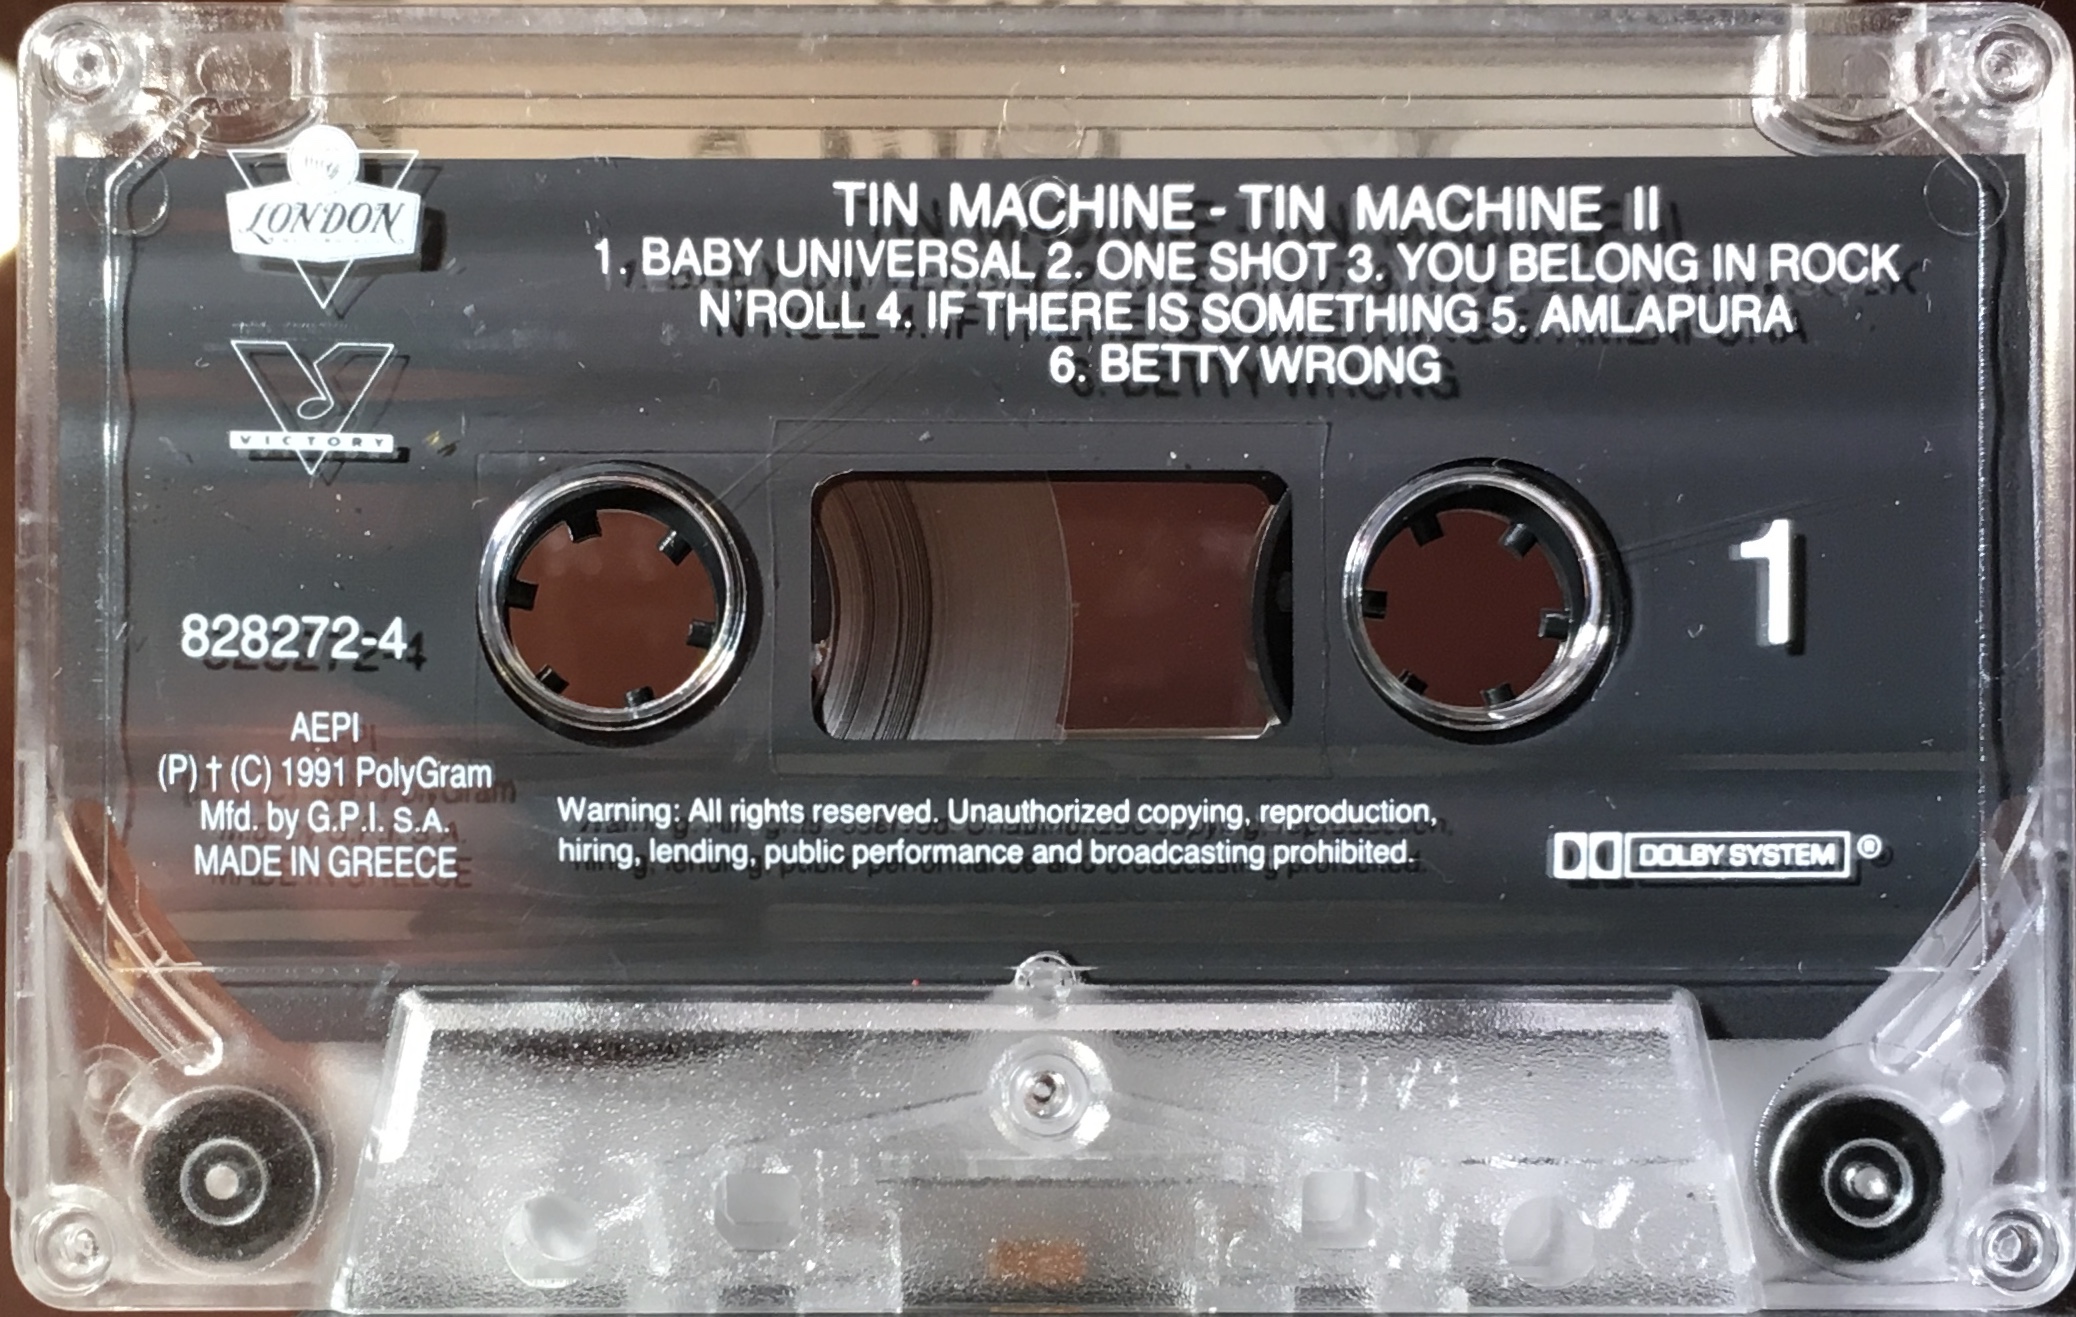 LONDON
VICTORY
TIN MACHINE - TIN MACHINE II
1. BABY UNIVERSAL 2. ONE SHOT 3. YOU BELONG IN ROCK
N'ROLL 4. IF THERE IS SOMETHING 5. AMLAPURA
6. BETTY WRONG
1
828272-4
AEPI
(P) † (C) 1991 PolyGram
Mfd. by G.P.I. S.A.
MADE IN GREECE
Warning: All rights reserved. Unauthorized copying, reproduction,
hiring, lending, public performance and broadcasting prohibited.
DOLBY SYSTEM ®